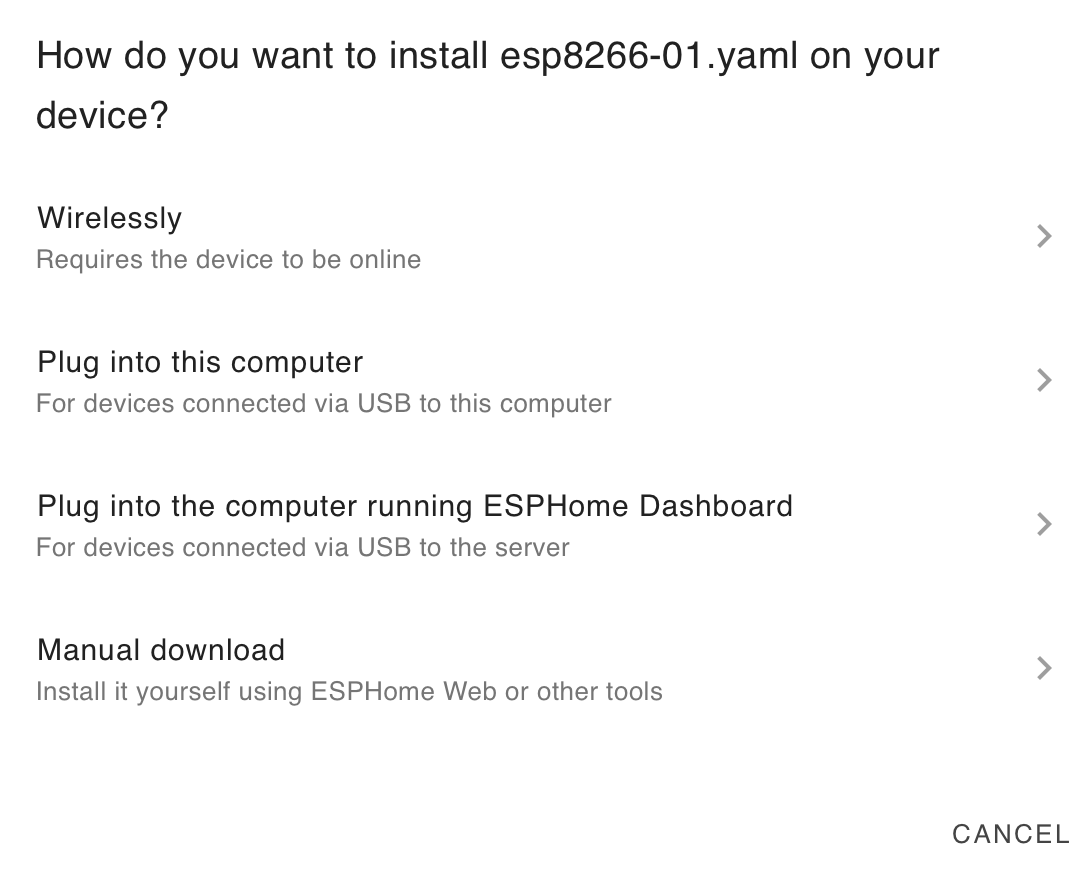 How do you want to install esp8266-01.yaml on your
device?
Wirelessly
Requires the device to be online
Plug into this computer
For devices connected via USB to this computer
Plug into the computer running ESPHome Dashboard
For devices connected via USB to the server
Manual download
Install it yourself using ESPHome Web or other tools
CANCEL